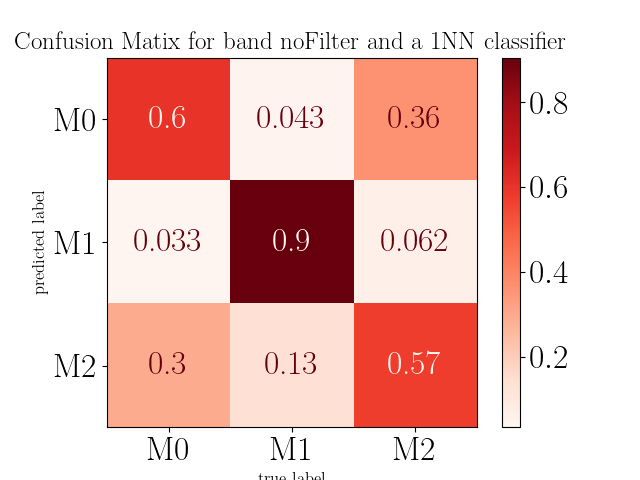 Confusion Matix for band noFilter and a 1NN classifier
M0 0.6 0.043 0.36
M1 0.033 0.9 0.062
M2 0.3 0.13 0.57
M0 M1 M2
predicted label
true label
0.8
0.6
0.4
0.2